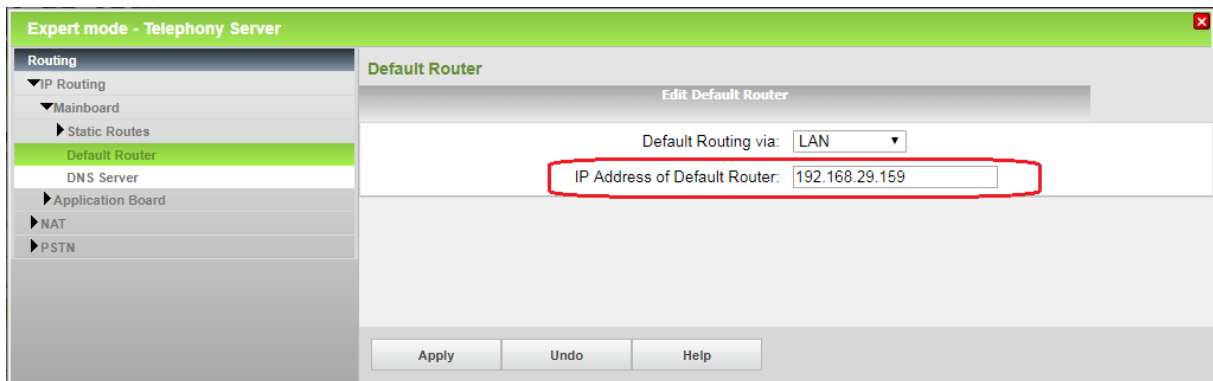 Expert mode - Telephony Server
Routing
IP Routing
Mainboard
Static Routes
Default Router
DNS Server
Application Board
NAT
PSTN
Default Router
Edit Default Router
Default Routing via: LAN
IP Address of Default Router: 192.168.29.159
Apply Undo Help